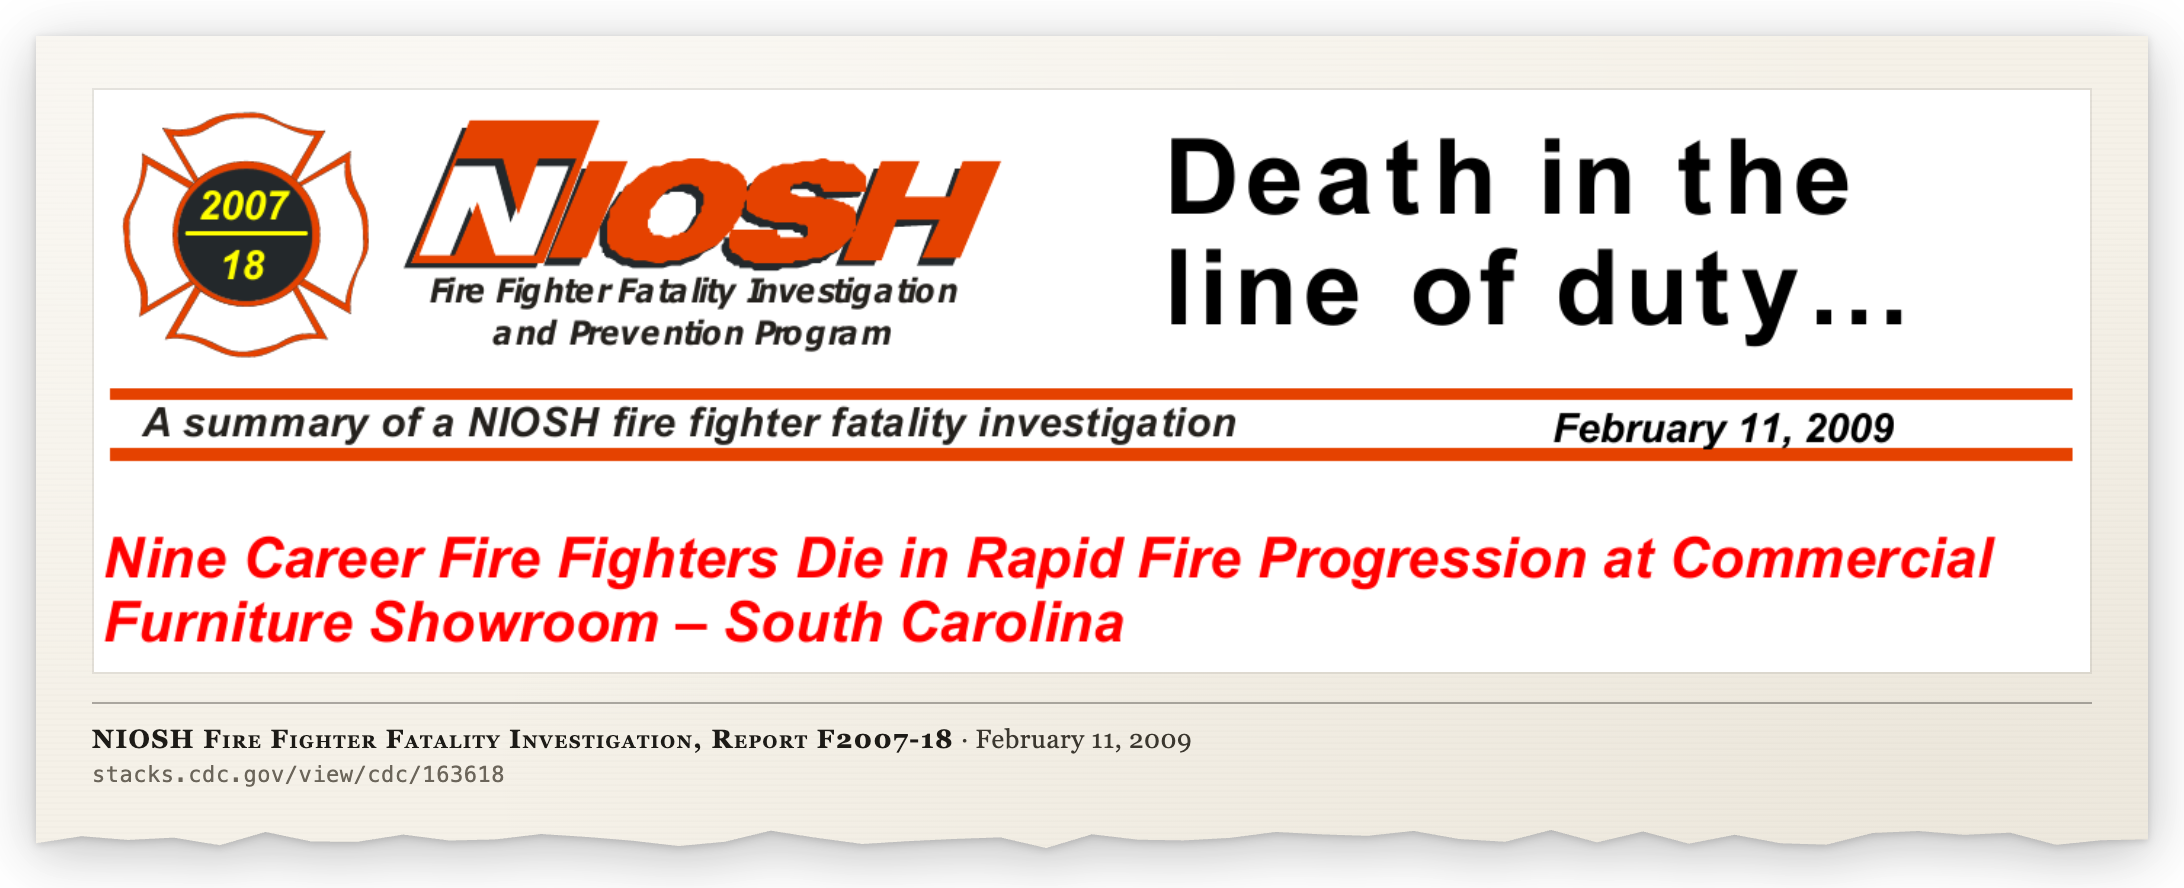 2007
18
NIOSH
Fire Fighter Fatality Investigation
and Prevention Program
Death in the
line of duty...
A summary of a NIOSH fire fighter fatality investigation
February 11, 2009
Nine Career Fire Fighters Die in Rapid Fire Progression at Commercial
Furniture Showroom – South Carolina
NIOSH Fire Fighter Fatality Investigation, Report F2007-18 · February 11, 2009
stacks.cdc.gov/view/cdc/163618